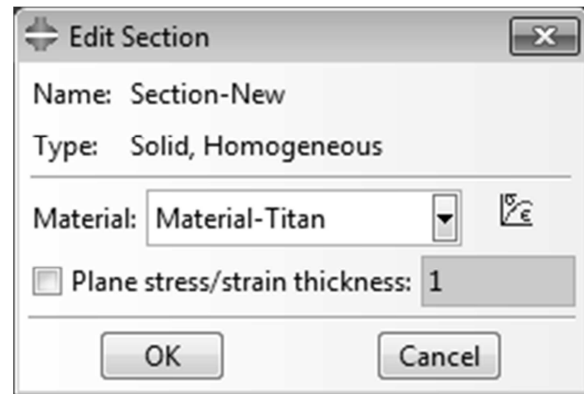 Edit Section
Name: Section-New
Type: Solid, Homogeneous
Material: Material-Titan
Plane stress/strain thickness: 1
OK Cancel